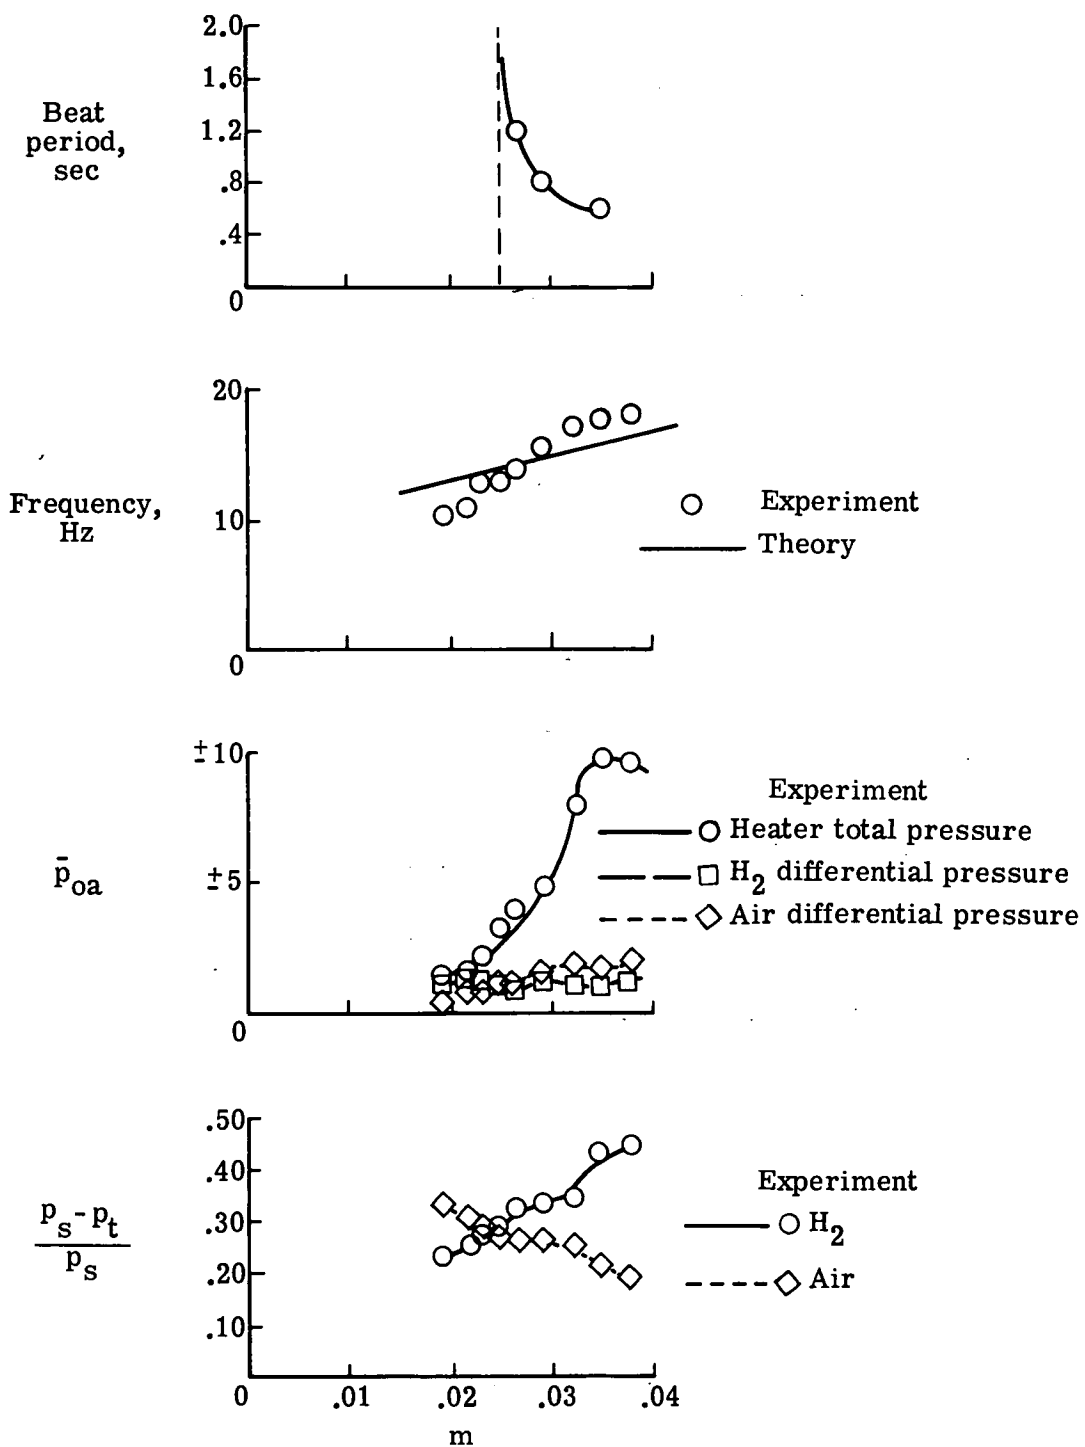 2.0
1.6
1.2
.8
.4
0
Beat
period,
sec
20
10
0
Frequency,
Hz
Experiment
Theory
±10
±5
0
p̄oa
Experiment
Heater total pressure
H2 differential pressure
Air differential pressure
.50
.40
.30
.20
.10
ps - pt
ps
Experiment
H2
Air
0 .01 .02 .03 .04
m